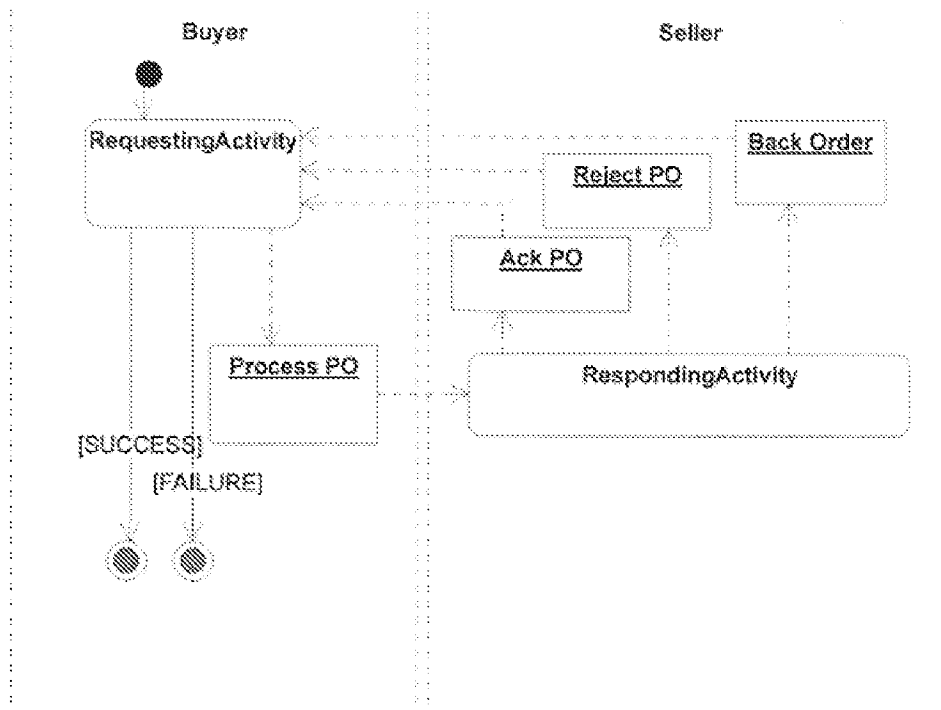 Buyer
Seller
RequestingActivity
Back Order
Reject PO
Ack PO
Process PO
RespondingActivity
[SUCCESS]
[FAILURE]